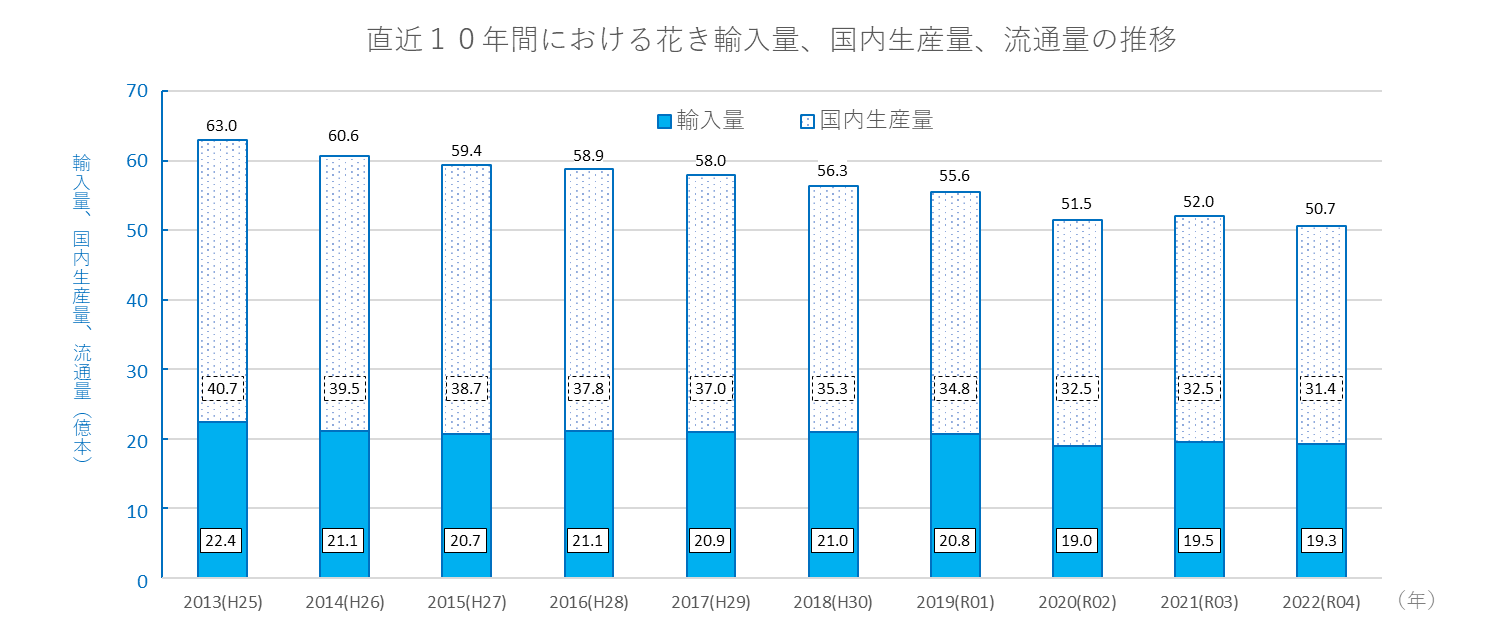 直近１０年間における花き輸入量、国内生産量、流通量の推移
輸入量、国内生産量、流通量（億本）
輸入量 国内生産量
70
60
50
40
30
20
10
0
63.0 60.6 59.4 58.9 58.0 56.3 55.6 51.5 52.0 50.7
40.7 39.5 38.7 37.8 37.0 35.3 34.8 32.5 32.5 31.4
22.4 21.1 20.7 21.1 20.9 21.0 20.8 19.0 19.5 19.3
2013(H25) 2014(H26) 2015(H27) 2016(H28) 2017(H29) 2018(H30) 2019(R01) 2020(R02) 2021(R03) 2022(R04) （年）